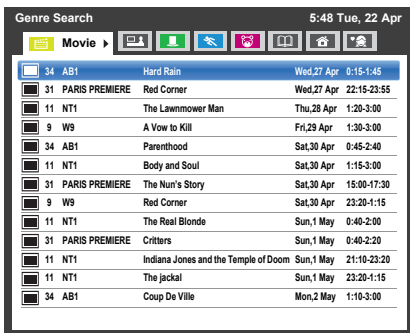 Genre Search 5:48 Tue, 22 Apr
Movie
34 AB1 Hard Rain Wed,27 Apr 0:15-1:45
31 PARIS PREMIERE Red Corner Wed,27 Apr 22:15-23:55
11 NT1 The Lawnmower Man Thu,28 Apr 1:20-3:00
9 W9 A Vow to Kill Fri,29 Apr 1:30-3:00
34 AB1 Parenthood Sat,30 Apr 0:45-2:40
11 NT1 Body and Soul Sat,30 Apr 1:15-3:00
31 PARIS PREMIERE The Nun's Story Sat,30 Apr 15:00-17:30
9 W9 Red Corner Sat,30 Apr 23:20-1:15
11 NT1 The Real Blonde Sun,1 May 0:40-2:00
31 PARIS PREMIERE Critters Sun,1 May 0:40-2:20
11 NT1 Indiana Jones and the Temple of Doom Sun,1 May 21:10-23:20
11 NT1 The jackal Sun,1 May 23:20-1:15
34 AB1 Coup De Ville Mon,2 May 1:10-3:00